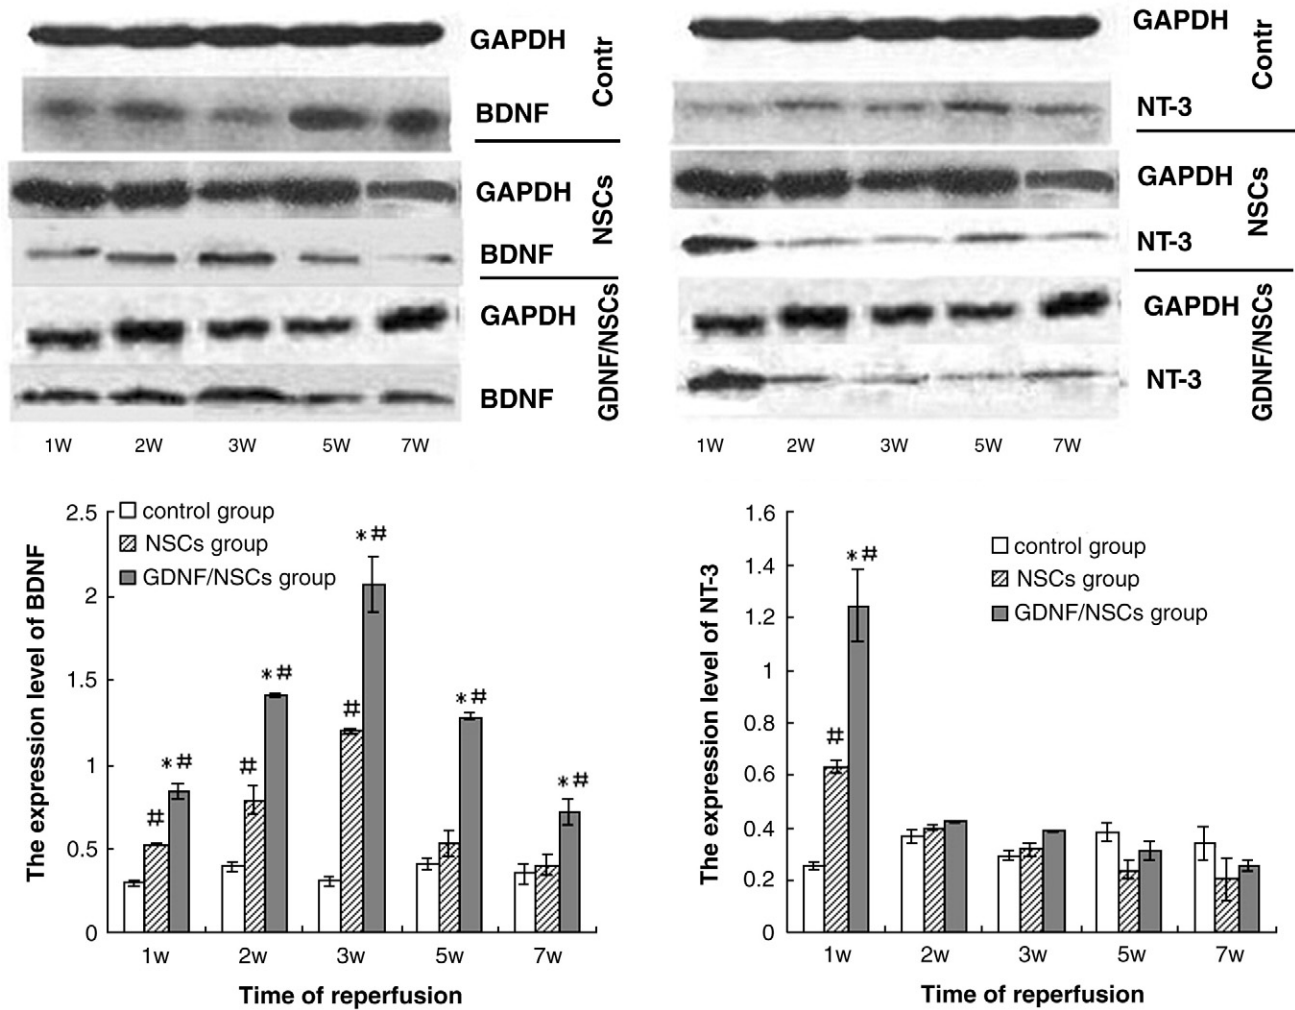 GAPDH
Contr
BDNF
GAPDH
NSCs
BDNF
GAPDH
GDNF/NSCs
BDNF
1W 2W 3W 5W 7W
GAPDH
Contr
NT-3
GAPDH
NSCs
NT-3
GAPDH
GDNF/NSCs
NT-3
1W 2W 3W 5W 7W
The expression level of BDNF
2.5
2
1.5
1
0.5
0
control group
NSCs group
GDNF/NSCs group
#
*#
#
*#
#
*#
*#
*#
1w 2w 3w 5w 7w
Time of reperfusion
The expression level of NT-3
1.6
1.4
1.2
1
0.8
0.6
0.4
0.2
0
control group
NSCs group
GDNF/NSCs group
#
*#
1w 2w 3w 5w 7w
Time of reperfusion